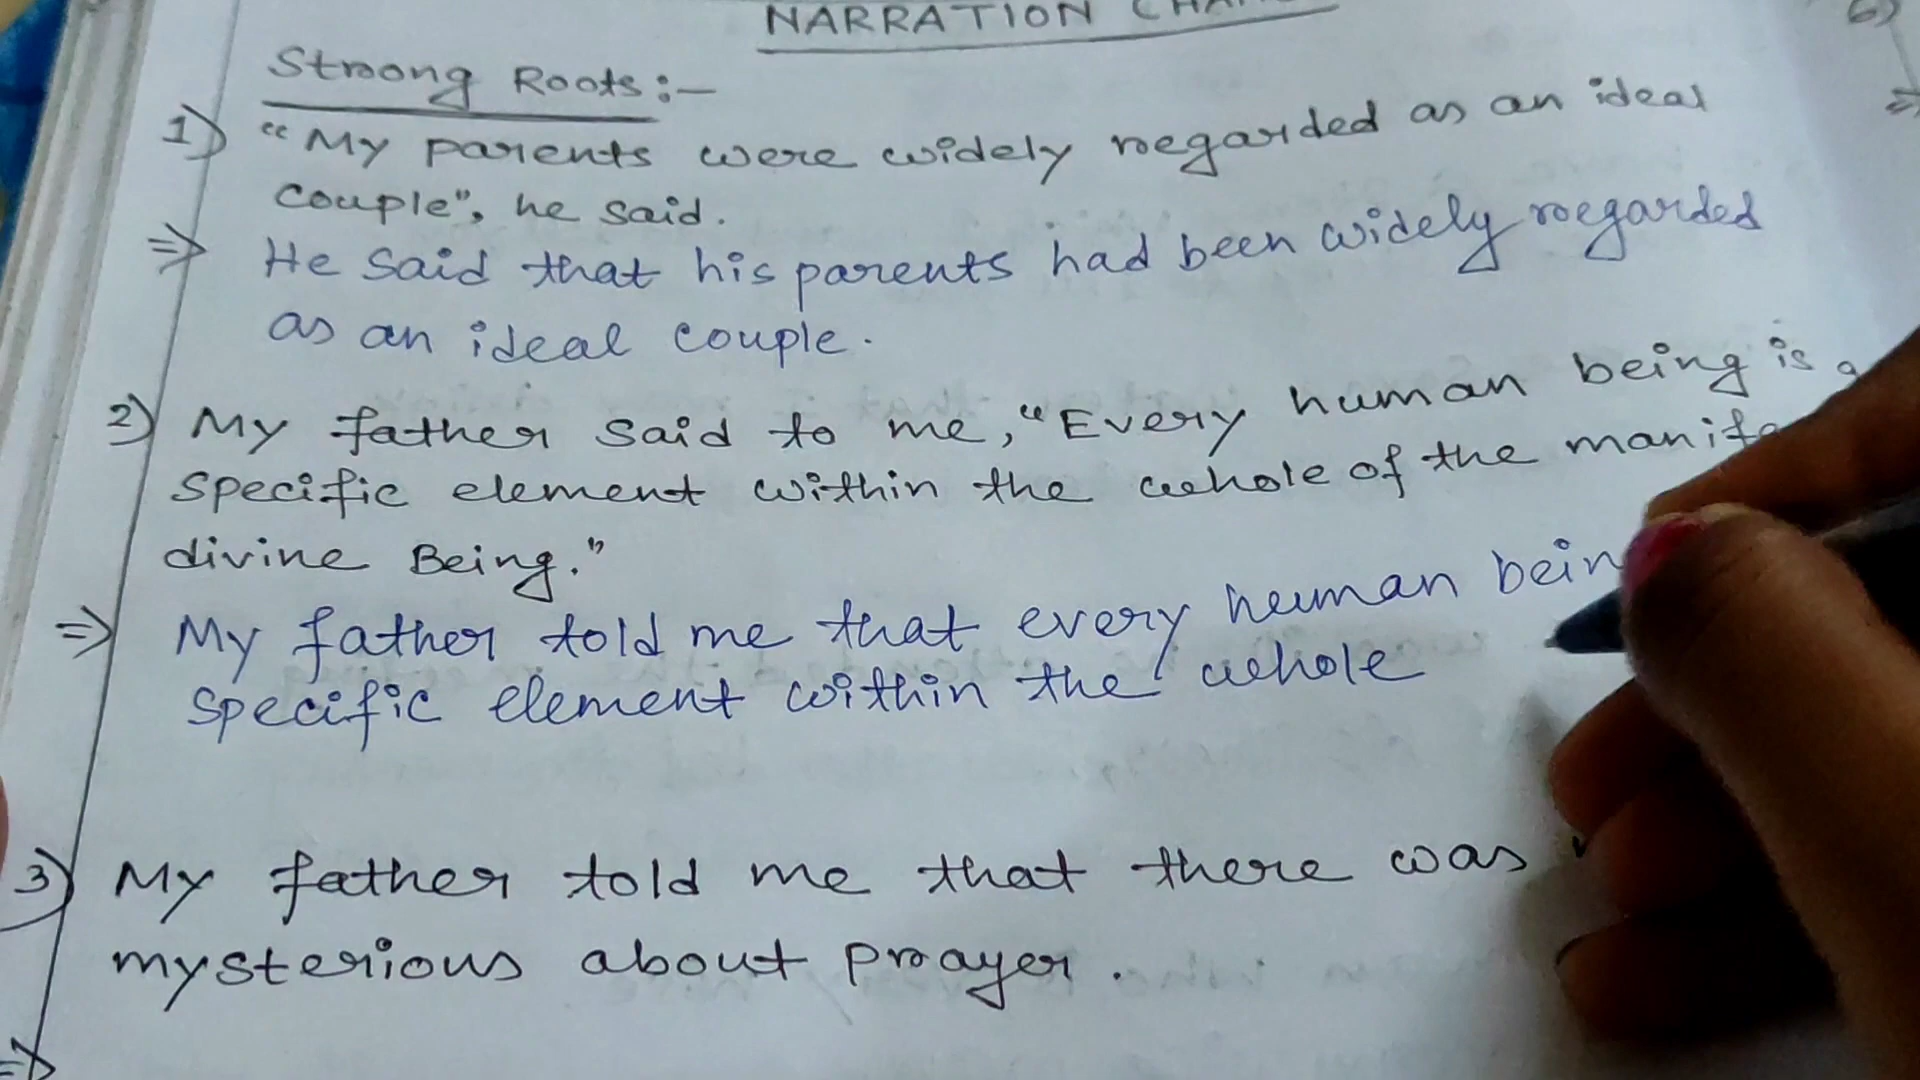 NARRATION
Strong Roots:-
1) "My parents were widely regarded as an ideal
couple", he said.
⇒ He said that his parents had been widely regarded
as an ideal couple.
2) My father said to me, "Every human being is a
specific element within the whole of the
divine Being."
⇒ My father told me that every human
specific element within the whole
3) My father told me that there was
mysterious about prayer.
⇒
6)
⇒